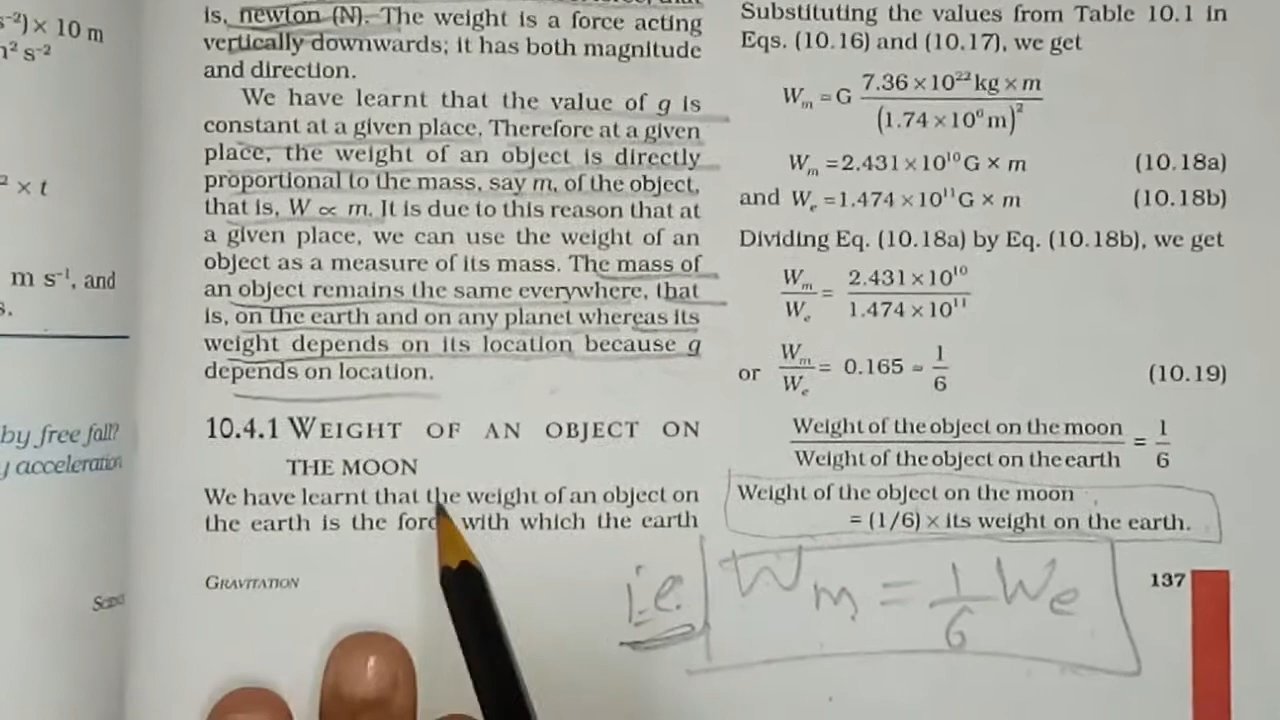 s⁻²) × 10 m
s⁻²
² × t
m s⁻¹, and
s.
by free fall?
y acceleration
is, newton (N). The weight is a force acting
vertically downwards; it has both magnitude
and direction.
We have learnt that the value of g is
constant at a given place. Therefore at a given
place, the weight of an object is directly
proportional to the mass, say m, of the object,
that is, W ∝ m. It is due to this reason that at
a given place, we can use the weight of an
object as a measure of its mass. The mass of
an object remains the same everywhere, that
is, on the earth and on any planet whereas its
weight depends on its location because g
depends on location.
10.4.1 WEIGHT OF AN OBJECT ON
THE MOON
We have learnt that the weight of an object on
the earth is the force with which the earth
GRAVITATION
Substituting the values from Table 10.1 in
Eqs. (10.16) and (10.17), we get
Wₘ = G (7.36 × 10²² kg × m) / (1.74 × 10⁶ m)²
Wₘ = 2.431 × 10¹⁰ G × m (10.18a)
and Wₑ = 1.474 × 10¹¹ G × m (10.18b)
Dividing Eq. (10.18a) by Eq. (10.18b), we get
Wₘ / Wₑ = 2.431 × 10¹⁰ / 1.474 × 10¹¹
or Wₘ / Wₑ = 0.165 ≈ 1/6 (10.19)
Weight of the object on the moon / Weight of the object on the earth = 1/6
Weight of the object on the moon
= (1/6) × its weight on the earth.
i.e. Wₘ = 1/6 Wₑ
137